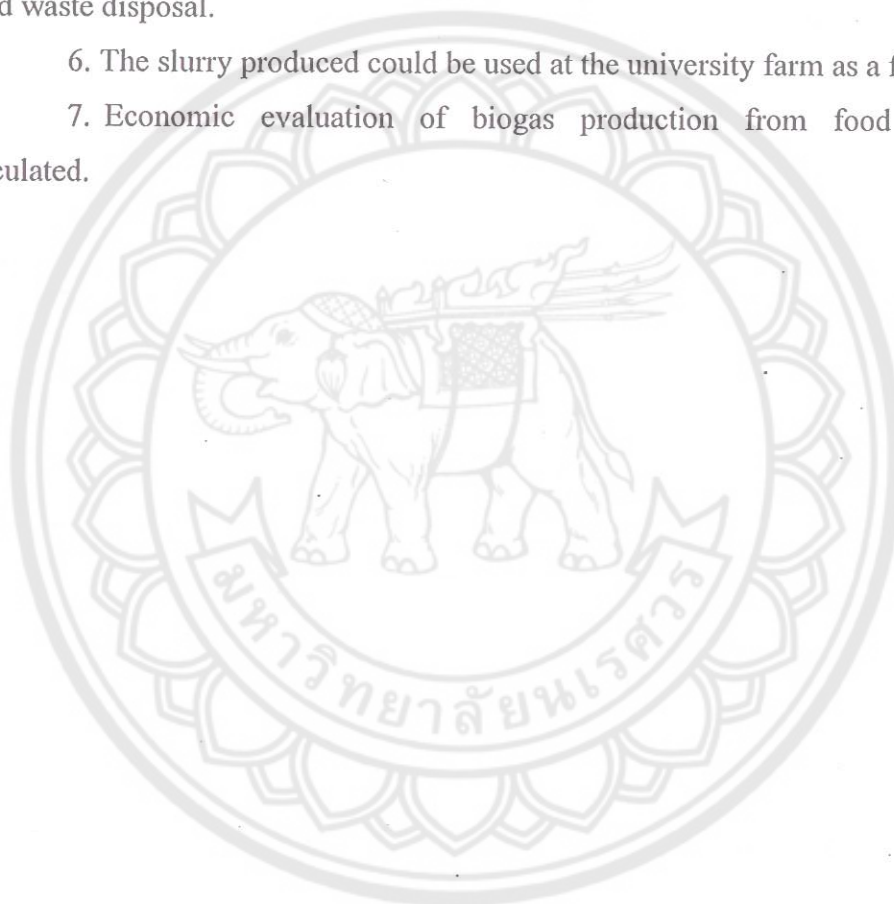 d waste disposal.
6. The slurry produced could be used at the university farm as a
7. Economic evaluation of biogas production from food
culated.
มหาวิทยาลัยนเรศวร